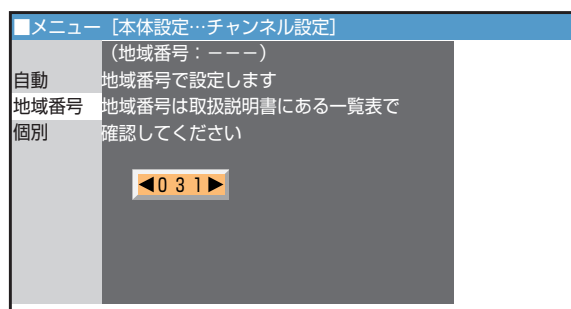 ■メニュー [本体設定…チャンネル設定]
(地域番号:ーーー)
自動 地域番号で設定します
地域番号 地域番号は取扱説明書にある一覧表で
個別 確認してください
◀031▶